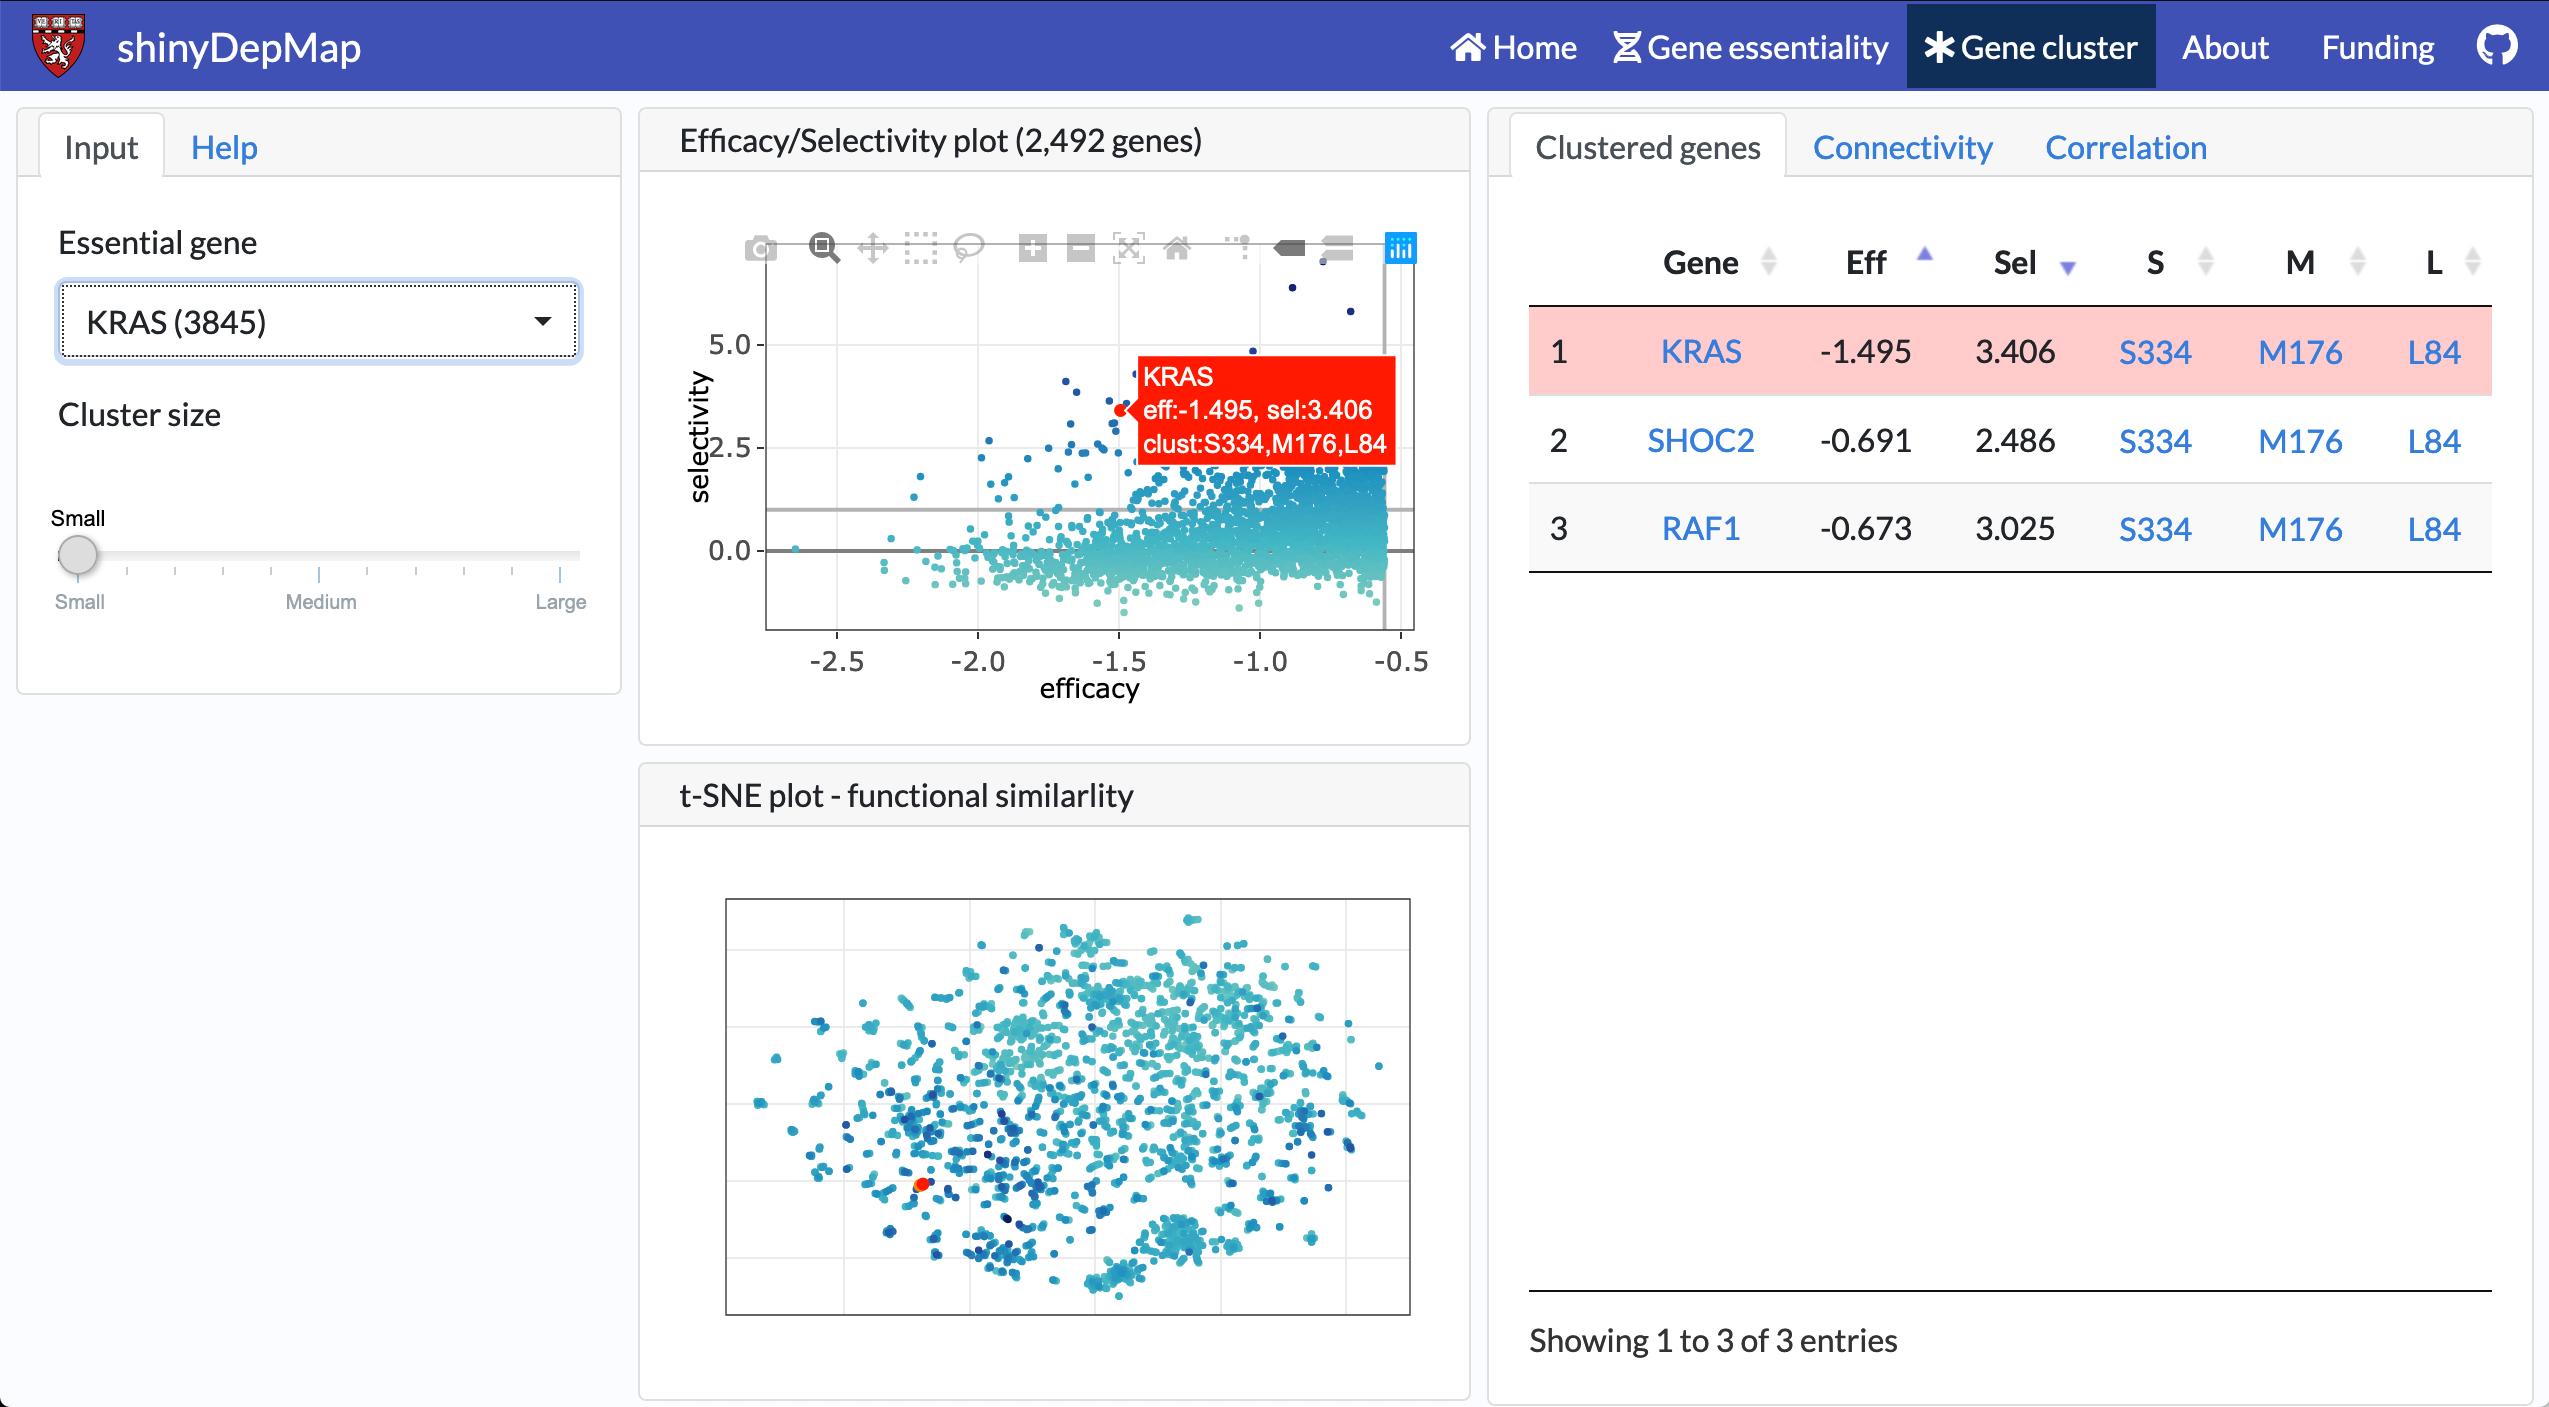 shinyDepMap
Home
Gene essentiality
Gene cluster
About
Funding
Input
Help
Essential gene
KRAS (3845)
Cluster size
Small
Small
Medium
Large
Efficacy/Selectivity plot (2,492 genes)
selectivity
5.0
2.5
0.0
KRAS
eff:-1.495, sel:3.406
clust:S334,M176,L84
-2.5
-2.0
-1.5
-1.0
-0.5
efficacy
t-SNE plot - functional similarlity
Clustered genes
Connectivity
Correlation
Gene Eff Sel S M L
1 KRAS -1.495 3.406 S334 M176 L84
2 SHOC2 -0.691 2.486 S334 M176 L84
3 RAF1 -0.673 3.025 S334 M176 L84
Showing 1 to 3 of 3 entries